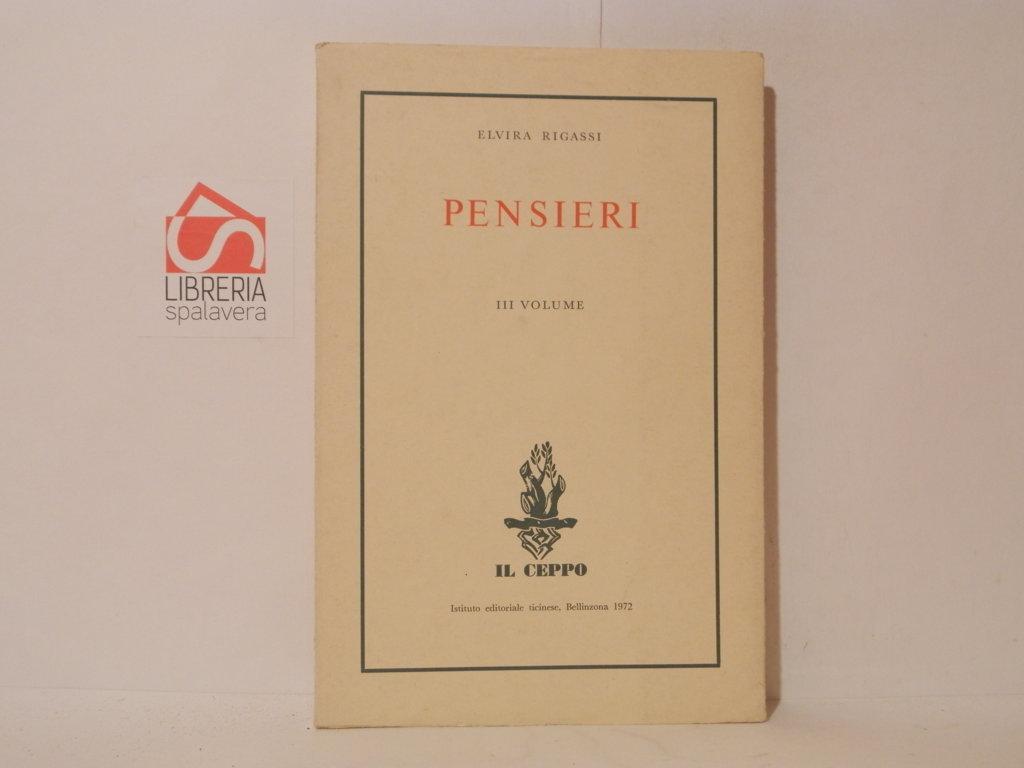 ELVIRA RIGASSI
PENSIERI
III VOLUME
IL CEPPO
Istituto editoriale ticinese, Bellinzona 1972
LIBRERIA
spalavera